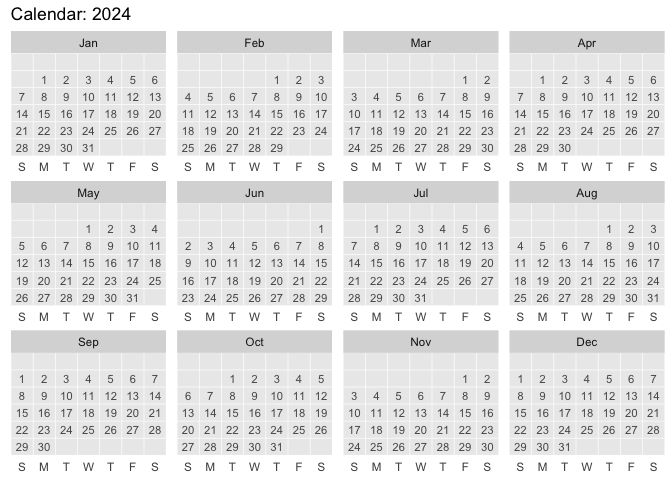 Calendar: 2024
Jan
1 2 3 4 5 6
7 8 9 10 11 12 13
14 15 16 17 18 19 20
21 22 23 24 25 26 27
28 29 30 31
S M T W T F S
Feb
1 2 3
4 5 6 7 8 9 10
11 12 13 14 15 16 17
18 19 20 21 22 23 24
25 26 27 28 29
S M T W T F S
Mar
1 2
3 4 5 6 7 8 9
10 11 12 13 14 15 16
17 18 19 20 21 22 23
24 25 26 27 28 29 30
S M T W T F S
Apr
1 2 3 4 5 6
7 8 9 10 11 12 13
14 15 16 17 18 19 20
21 22 23 24 25 26 27
28 29 30
S M T W T F S
May
1 2 3 4
5 6 7 8 9 10 11
12 13 14 15 16 17 18
19 20 21 22 23 24 25
26 27 28 29 30 31
S M T W T F S
Jun
1
2 3 4 5 6 7 8
9 10 11 12 13 14 15
16 17 18 19 20 21 22
23 24 25 26 27 28 29
S M T W T F S
Jul
1 2 3 4 5 6
7 8 9 10 11 12 13
14 15 16 17 18 19 20
21 22 23 24 25 26 27
28 29 30 31
S M T W T F S
Aug
1 2 3
4 5 6 7 8 9 10
11 12 13 14 15 16 17
18 19 20 21 22 23 24
25 26 27 28 29 30 31
S M T W T F S
Sep
1 2 3 4 5 6 7
8 9 10 11 12 13 14
15 16 17 18 19 20 21
22 23 24 25 26 27 28
29 30
S M T W T F S
Oct
1 2 3 4 5
6 7 8 9 10 11 12
13 14 15 16 17 18 19
20 21 22 23 24 25 26
27 28 29 30 31
S M T W T F S
Nov
1 2
3 4 5 6 7 8 9
10 11 12 13 14 15 16
17 18 19 20 21 22 23
24 25 26 27 28 29 30
S M T W T F S
Dec
1 2 3 4 5 6 7
8 9 10 11 12 13 14
15 16 17 18 19 20 21
22 23 24 25 26 27 28
29 30 31
S M T W T F S